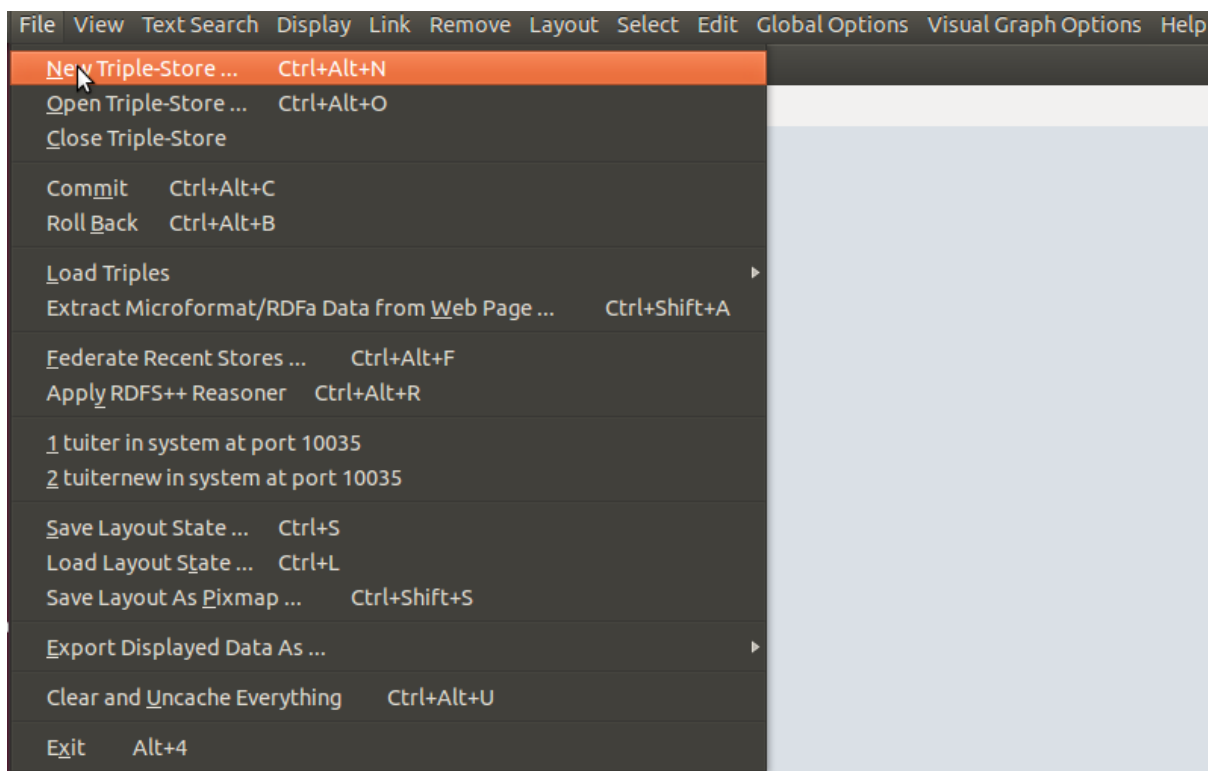 File View Text Search Display Link Remove Layout Select Edit Global Options Visual Graph Options Help
New Triple-Store ... Ctrl+Alt+N
Open Triple-Store ... Ctrl+Alt+O
Close Triple-Store
Commit Ctrl+Alt+C
Roll Back Ctrl+Alt+B
Load Triples
Extract Microformat/RDFa Data from Web Page ... Ctrl+Shift+A
Federate Recent Stores ... Ctrl+Alt+F
Apply RDFS++ Reasoner Ctrl+Alt+R
1 tuiter in system at port 10035
2 tuiternew in system at port 10035
Save Layout State ... Ctrl+S
Load Layout State ... Ctrl+L
Save Layout As Pixmap ... Ctrl+Shift+S
Export Displayed Data As ...
Clear and Uncache Everything Ctrl+Alt+U
Exit Alt+4